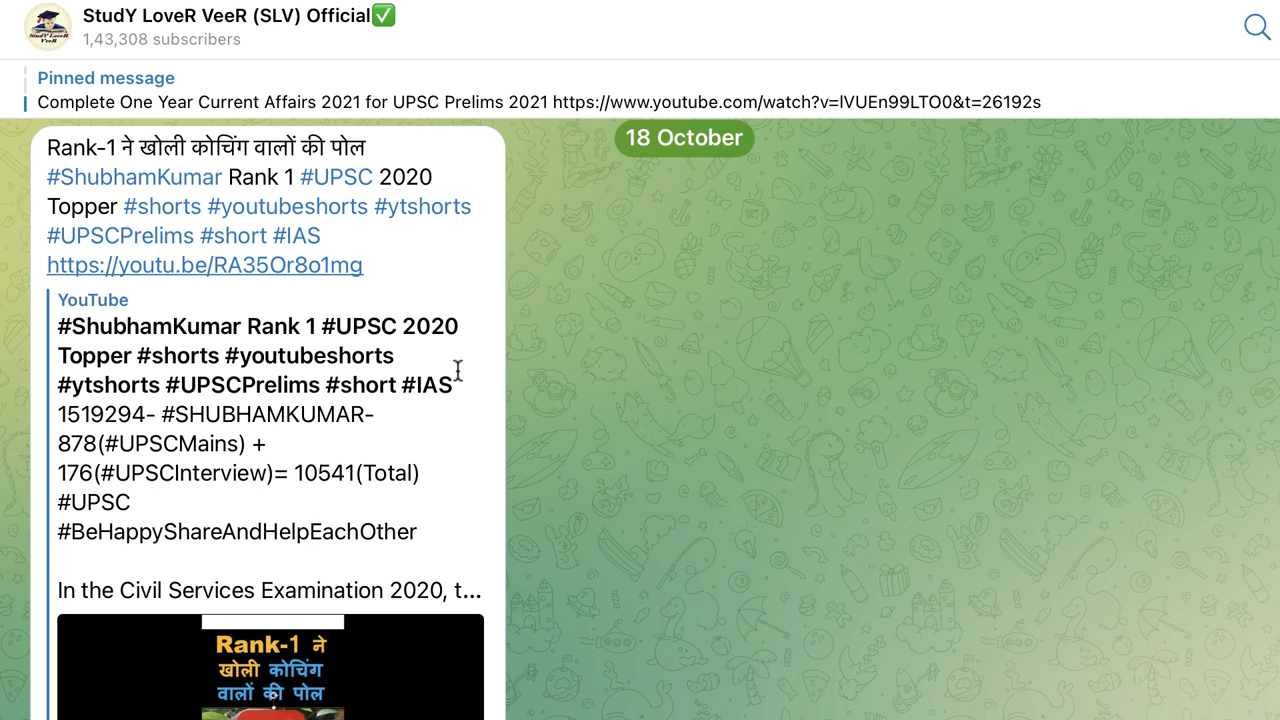 StudY LoveR VeeR (SLV) Official✅
1,43,308 subscribers
Pinned message
Complete One Year Current Affairs 2021 for UPSC Prelims 2021 https://www.youtube.com/watch?v=lVUEn99LTO0&t=26192s
18 October
Rank-1 ने खोली कोचिंग वालों की पोल
#ShubhamKumar Rank 1 #UPSC 2020
Topper #shorts #youtubeshorts #ytshorts
#UPSCPrelims #short #IAS
https://youtu.be/RA35Or8o1mg
YouTube
#ShubhamKumar Rank 1 #UPSC 2020
Topper #shorts #youtubeshorts
#ytshorts #UPSCPrelims #short #IAS
1519294- #SHUBHAMKUMAR-
878(#UPSCMains) +
176(#UPSCInterview)= 10541(Total)
#UPSC
#BeHappyShareAndHelpEachOther
In the Civil Services Examination 2020, t...
Rank-1 ने
खोली कोचिंग
वालों की पोल